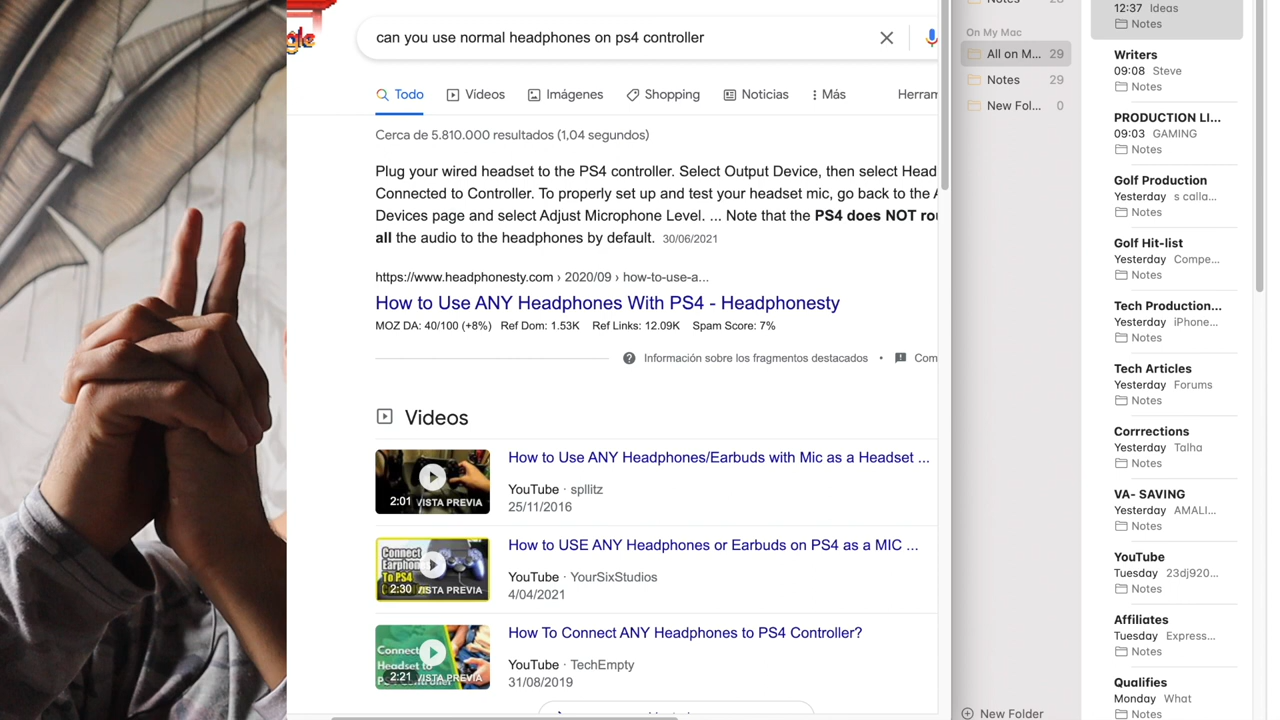 gle
can you use normal headphones on ps4 controller
Todo
Videos
Imágenes
Shopping
Noticias
Más
Herram
Cerca de 5.810.000 resultados (1,04 segundos)
Plug your wired headset to the PS4 controller. Select Output Device, then select Head
Connected to Controller. To properly set up and test your headset mic, go back to the A
Devices page and select Adjust Microphone Level. ... Note that the PS4 does NOT rou
all the audio to the headphones by default. 30/06/2021
https://www.headphonesty.com › 2020/09 › how-to-use-a...
How to Use ANY Headphones With PS4 - Headphonesty
MOZ DA: 40/100 (+8%) Ref Dom: 1.53K Ref Links: 12.09K Spam Score: 7%
Información sobre los fragmentos destacados • Com
Videos
How to Use ANY Headphones/Earbuds with Mic as a Headset ...
YouTube · spllitz
25/11/2016
2:01 VISTA PREVIA
How to USE ANY Headphones or Earbuds on PS4 as a MIC ...
YouTube · YourSixStudios
4/04/2021
Connect
Earphones
To PS4
2:30 VISTA PREVIA
How To Connect ANY Headphones to PS4 Controller?
YouTube · TechEmpty
31/08/2019
Connect
Headset to
2:21 VISTA PREVIA
Notes
On My Mac
All on M... 29
Notes 29
New Fol... 0
New Folder
12:37 Ideas
Notes
Writers
09:08 Steve
Notes
PRODUCTION LI...
09:03 GAMING
Notes
Golf Production
Yesterday s calla...
Notes
Golf Hit-list
Yesterday Compe...
Notes
Tech Production...
Yesterday iPhone...
Notes
Tech Articles
Yesterday Forums
Notes
Corrrections
Yesterday Talha
Notes
VA- SAVING
Yesterday AMALI...
Notes
YouTube
Tuesday 23dj920...
Notes
Affiliates
Tuesday Express...
Notes
Qualifies
Monday What
Notes